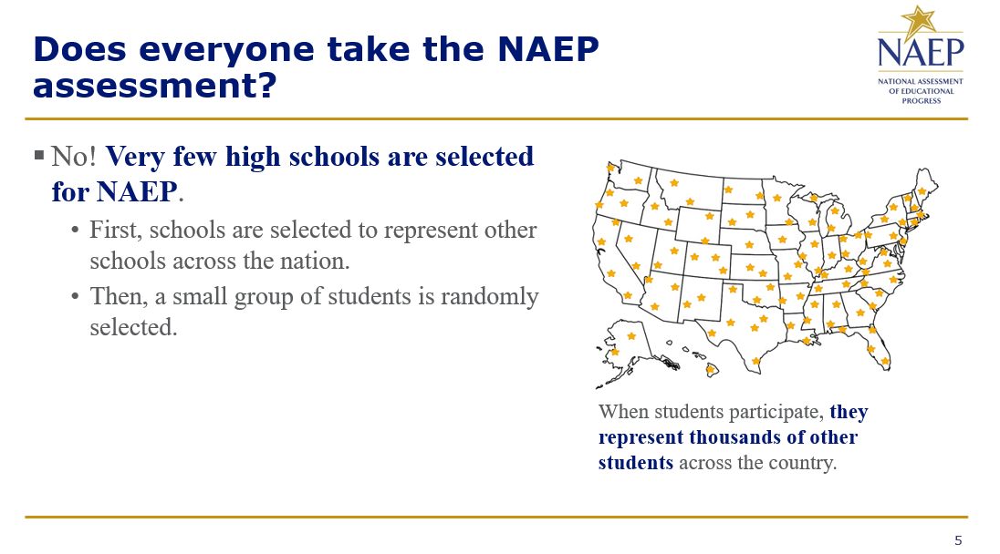 Does everyone take the NAEP
assessment?
NAEP
NATIONAL ASSESSMENT
OF EDUCATIONAL
PROGRESS
▪ No! Very few high schools are selected
for NAEP.
• First, schools are selected to represent other
schools across the nation.
• Then, a small group of students is randomly
selected.
When students participate, they
represent thousands of other
students across the country.
5